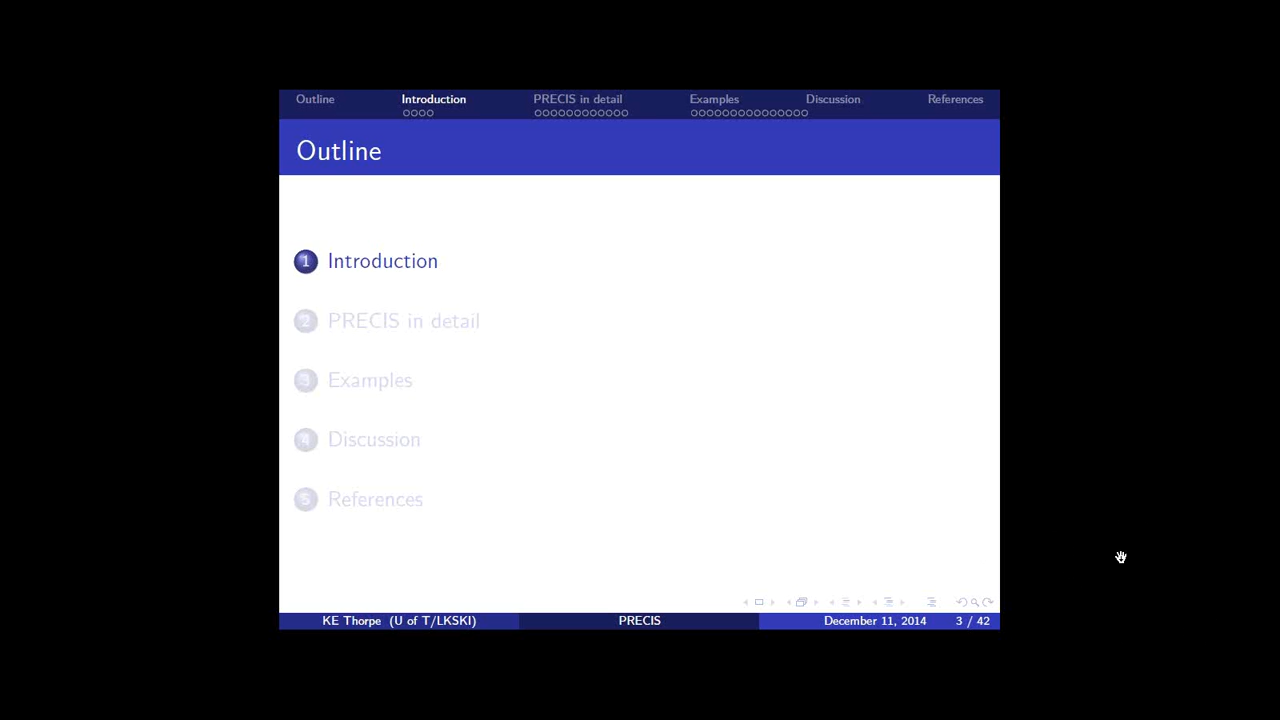 Outline Introduction PRECIS in detail Examples Discussion References
Outline
1 Introduction
2 PRECIS in detail
3 Examples
4 Discussion
5 References
KE Thorpe (U of T/LKSKI) PRECIS December 11, 2014 3 / 42